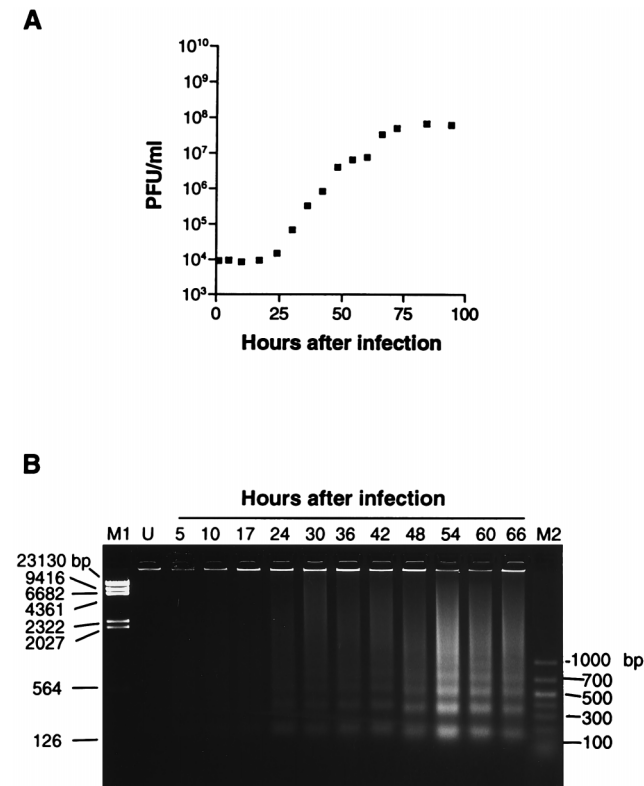 A
10¹⁰
10⁹
10⁸
10⁷
10⁶
10⁵
10⁴
10³
PFU/ml
0 25 50 75 100
Hours after infection
B
Hours after infection
M1 U 5 10 17 24 30 36 42 48 54 60 66 M2
23130 bp
9416
6682
4361
2322
2027
564
126
1000 bp
700
500
300
100